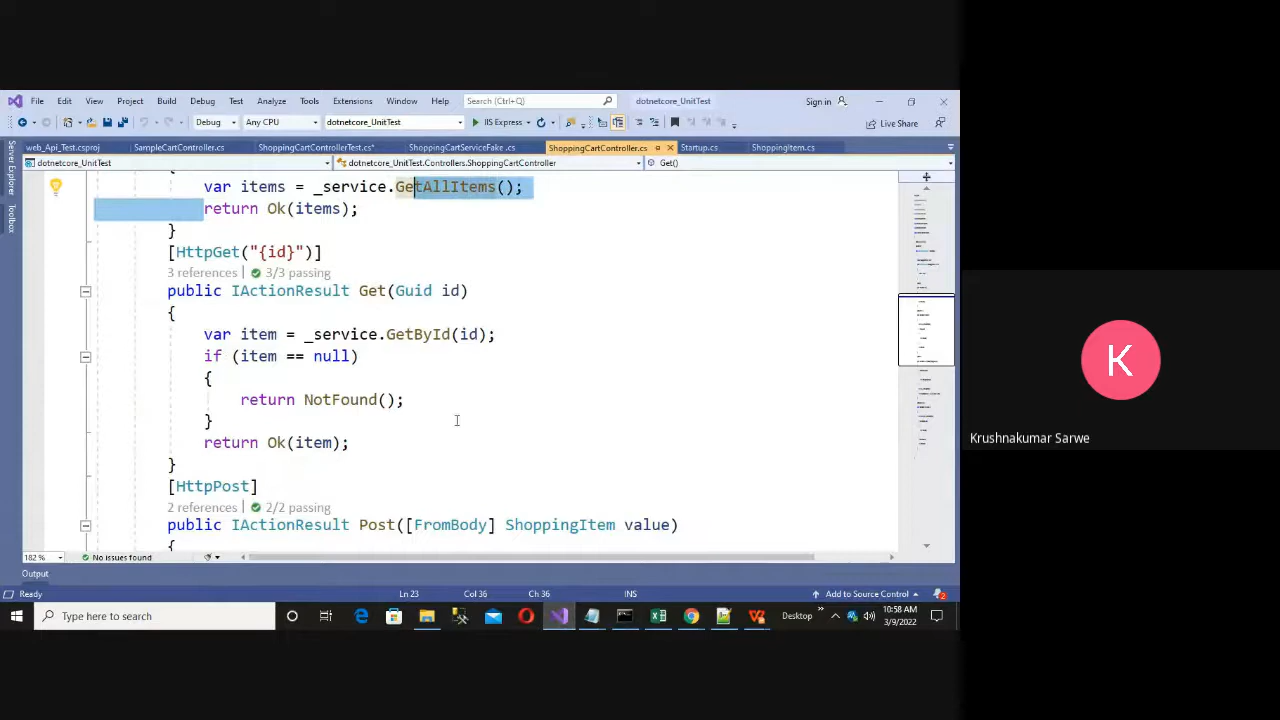 File Edit View Project Build Debug Test Analyze Tools Extensions Window Help Search (Ctrl+Q) dotnetcore_UnitTest Sign in
Debug Any CPU dotnetcore_UnitTest IIS Express Live Share
web_Api_Test.csproj SampleCartController.cs ShoppingCartControllerTest.cs* ShoppingCartServiceFake.cs ShoppingCartController.cs Startup.cs ShoppingItem.cs
dotnetcore_UnitTest dotnetcore_UnitTest.Controllers.ShoppingCartController Get()
Server Explorer
Toolbox
{
var items = _service.GetAllItems();
return Ok(items);
}
[HttpGet("{id}")]
3 references | 3/3 passing
public IActionResult Get(Guid id)
{
var item = _service.GetById(id);
if (item == null)
{
return NotFound();
}
return Ok(item);
}
[HttpPost]
2 references | 2/2 passing
public IActionResult Post([FromBody] ShoppingItem value)
{
182 % No issues found
Output
Ready Ln 23 Col 36 Ch 36 INS Add to Source Control 2
Type here to search Desktop 10:58 AM
3/9/2022
K
Krushnakumar Sarwe